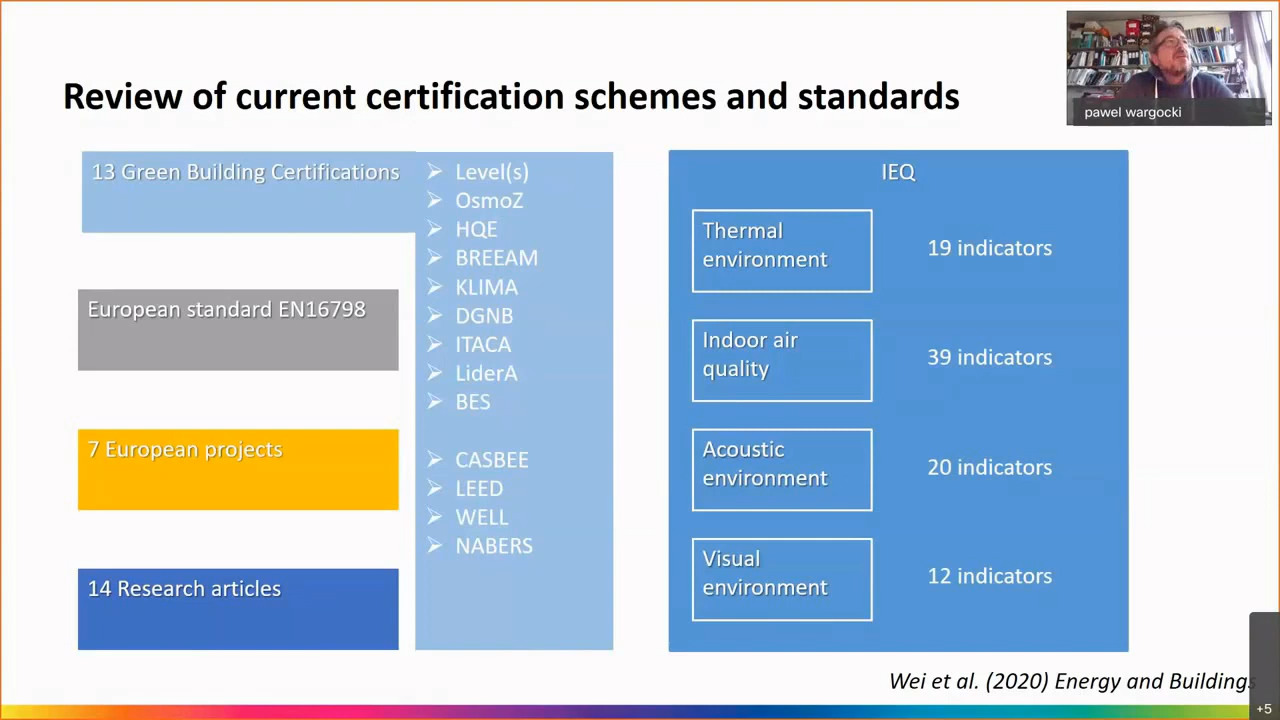 Review of current certification schemes and standards
pawel wargocki
13 Green Building Certifications
European standard EN16798
7 European projects
14 Research articles
Level(s)
OsmoZ
HQE
BREEAM
KLIMA
DGNB
ITACA
LiderA
BES
CASBEE
LEED
WELL
NABERS
IEQ
Thermal
environment
19 indicators
Indoor air
quality
39 indicators
Acoustic
environment
20 indicators
Visual
environment
12 indicators
Wei et al. (2020) Energy and Buildings
+5